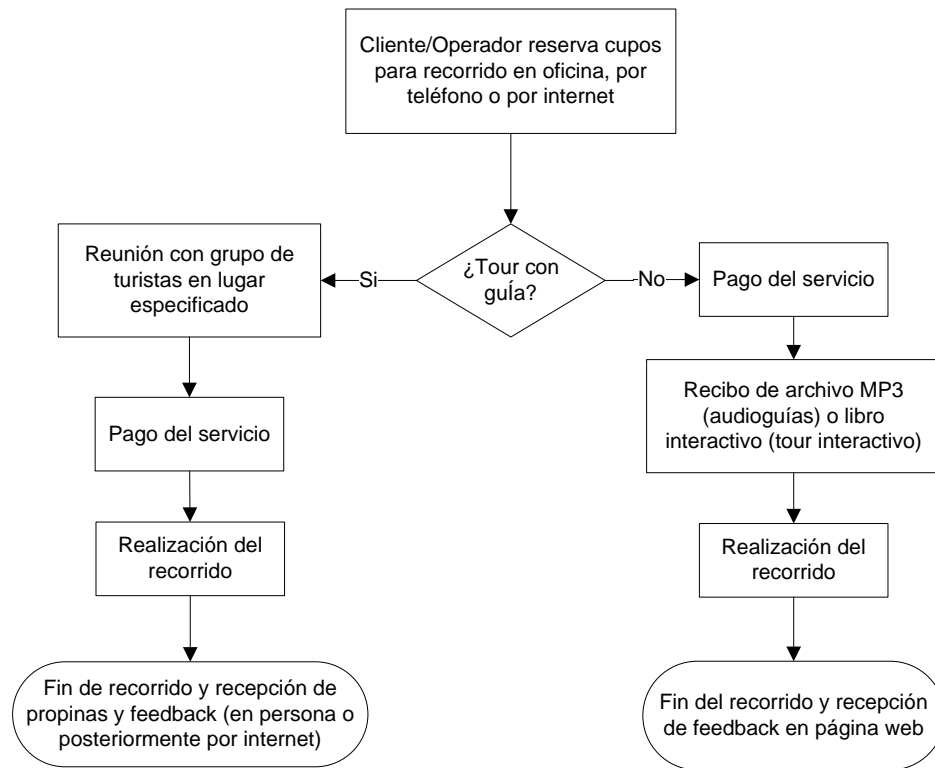 Cliente/Operador reserva cupos
para recorrido en oficina, por
teléfono o por internet
¿Tour con
guÍa?
Si
No
Reunión con grupo de
turistas en lugar
especificado
Pago del servicio
Realización del
recorrido
Fin de recorrido y recepción de
propinas y feedback (en persona o
posteriormente por internet)
Pago del servicio
Recibo de archivo MP3
(audioguías) o libro
interactivo (tour interactivo)
Realización del
recorrido
Fin del recorrido y recepción
de feedback en página web